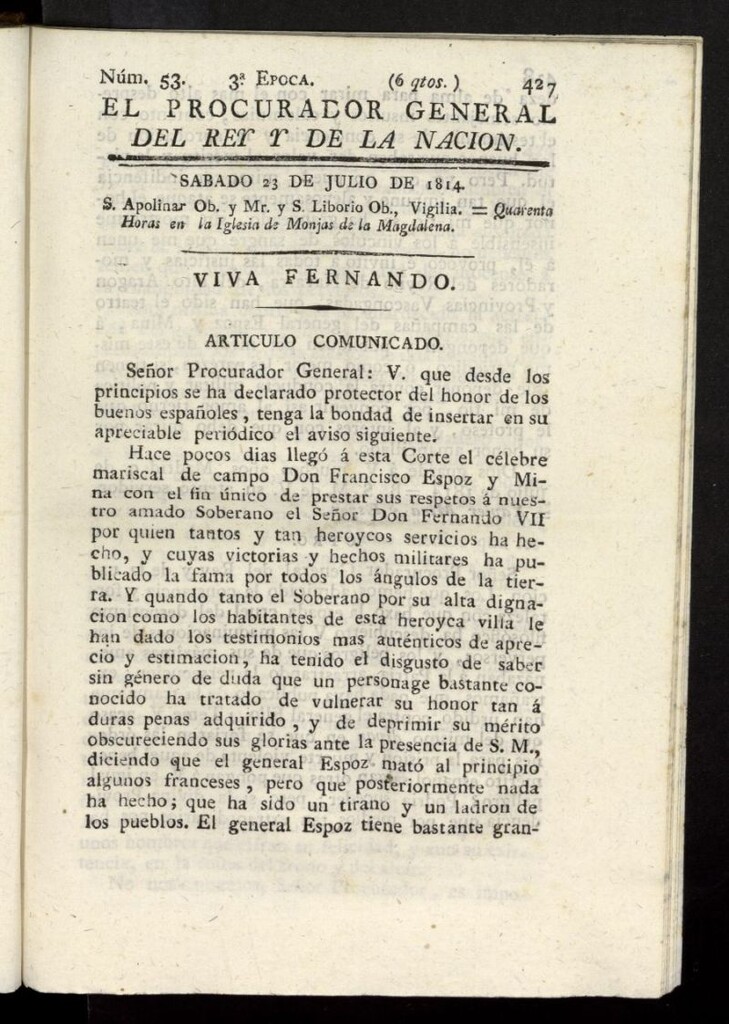 Núm. 53. 3ª Epoca. (6 qtos.) 427
EL PROCURADOR GENERAL
DEL REY Y DE LA NACION.
SABADO 23 DE JULIO DE 1814.
S. Apolinar Ob. y Mr. y S. Liborio Ob., Vigilia. = Quarenta
Horas en la Iglesia de Monjas de la Magdalena.
VIVA FERNANDO.
ARTICULO COMUNICADO.
Señor Procurador General: V. que desde los
principios se ha declarado protector del honor de los
buenos españoles, tenga la bondad de insertar en su
apreciable periódico el aviso siguiente.
Hace pocos dias llegó á esta Corte el célebre
mariscal de campo Don Francisco Espoz y Mi-
na con el fin único de prestar sus respetos á nues-
tro amado Soberano el Señor Don Fernando VII
por quien tantos y tan heroycos servicios ha he-
cho, y cuyas victorias y hechos militares ha pu-
blicado la fama por todos los ángulos de la tier-
ra. Y quando tanto el Soberano por su alta digna-
cion como los habitantes de esta heroyca villa le
han dado los testimonios mas auténticos de apre-
cio y estimacion, ha tenido el disgusto de saber
sin género de duda que un personage bastante co-
nocido ha tratado de vulnerar su honor tan á
duras penas adquirido, y de deprimir su mérito
obscureciendo sus glorias ante la presencia de S. M.,
diciendo que el general Espoz mató al principio
algunos franceses, pero que posteriormente nada
ha hecho; que ha sido un tirano y un ladron de
los pueblos. El general Espoz tiene bastante gran-